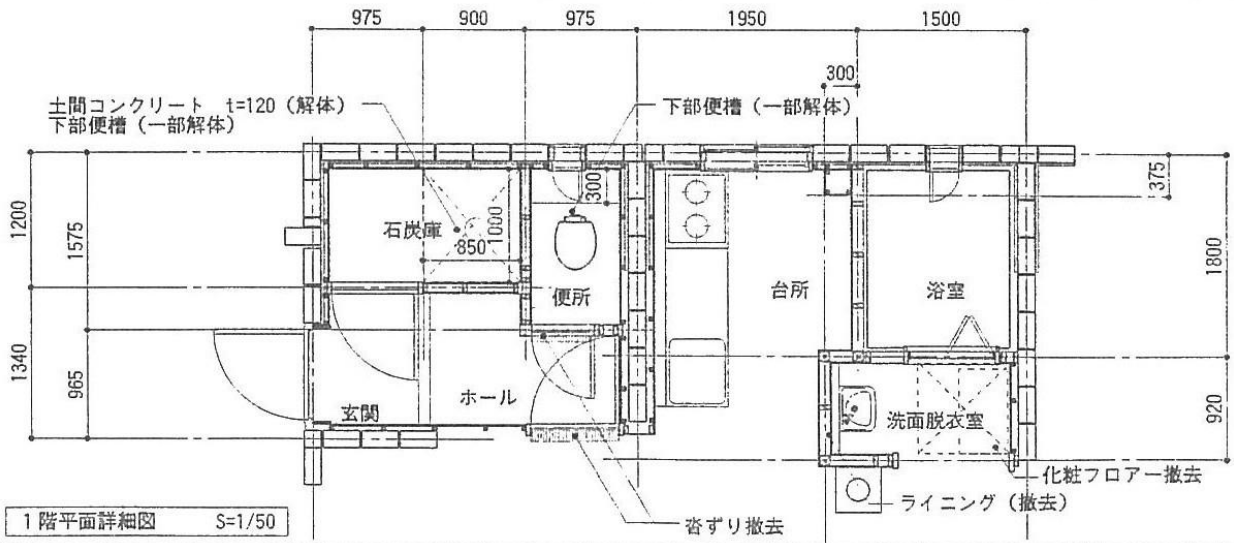 975 900 975 1950 1500
300
土間コンクリート t=120（解体）
下部便槽（一部解体）
下部便槽（一部解体）
375
300
1200
1575
石炭庫
1000
850
便所
台所
浴室
1800
1340
965
玄関
ホール
洗面脱衣室
920
化粧フロアー撤去
ライニング（撤去）
沓ずり撤去
1階平面詳細図 S=1/50